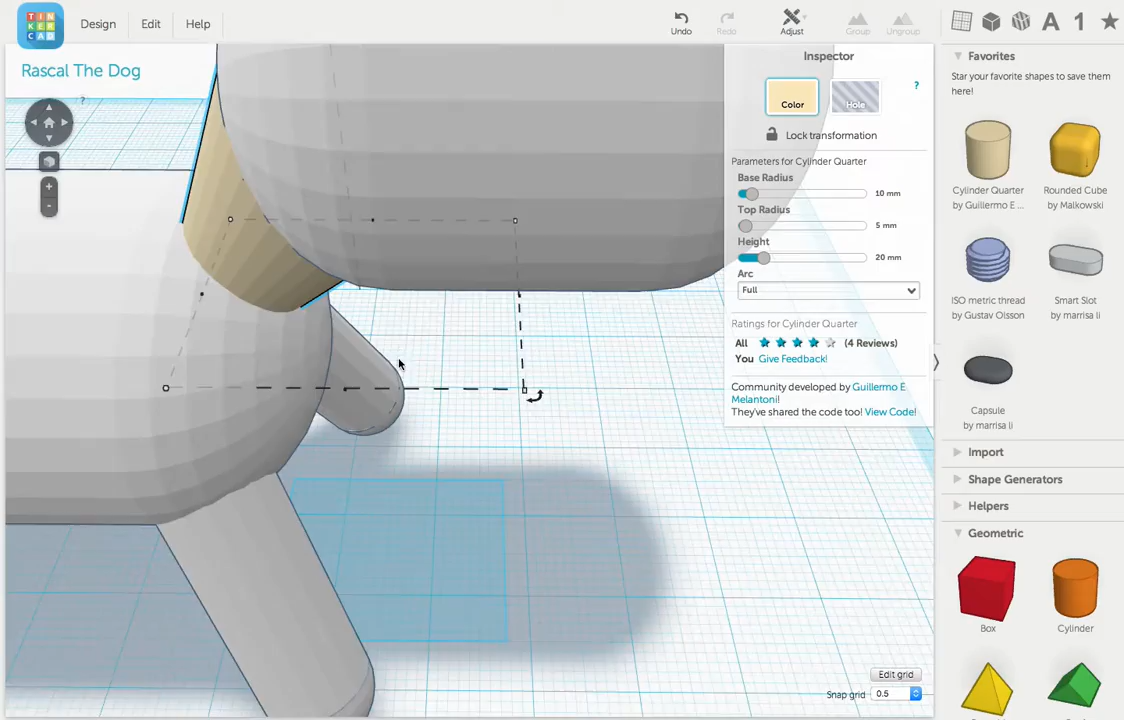 TIN
KER
CAD
Design
Edit
Help
Undo
Redo
Adjust
Group
Ungroup
A
1
Rascal The Dog
?
+
-
Inspector
Color
Hole
?
Lock transformation
Parameters for Cylinder Quarter
Base Radius
10 mm
Top Radius
5 mm
Height
20 mm
Arc
Full
Ratings for Cylinder Quarter
All
(4 Reviews)
You Give Feedback!
Community developed by Guillermo E
Melantoni!
They've shared the code too! View Code!
Edit grid
Snap grid
0.5
Favorites
Star your favorite shapes to save them
here!
Cylinder Quarter
by Guillermo E ...
Rounded Cube
by Malkowski
ISO metric thread
by Gustav Olsson
Smart Slot
by marrisa li
Capsule
by marrisa li
Import
Shape Generators
Helpers
Geometric
Box
Cylinder